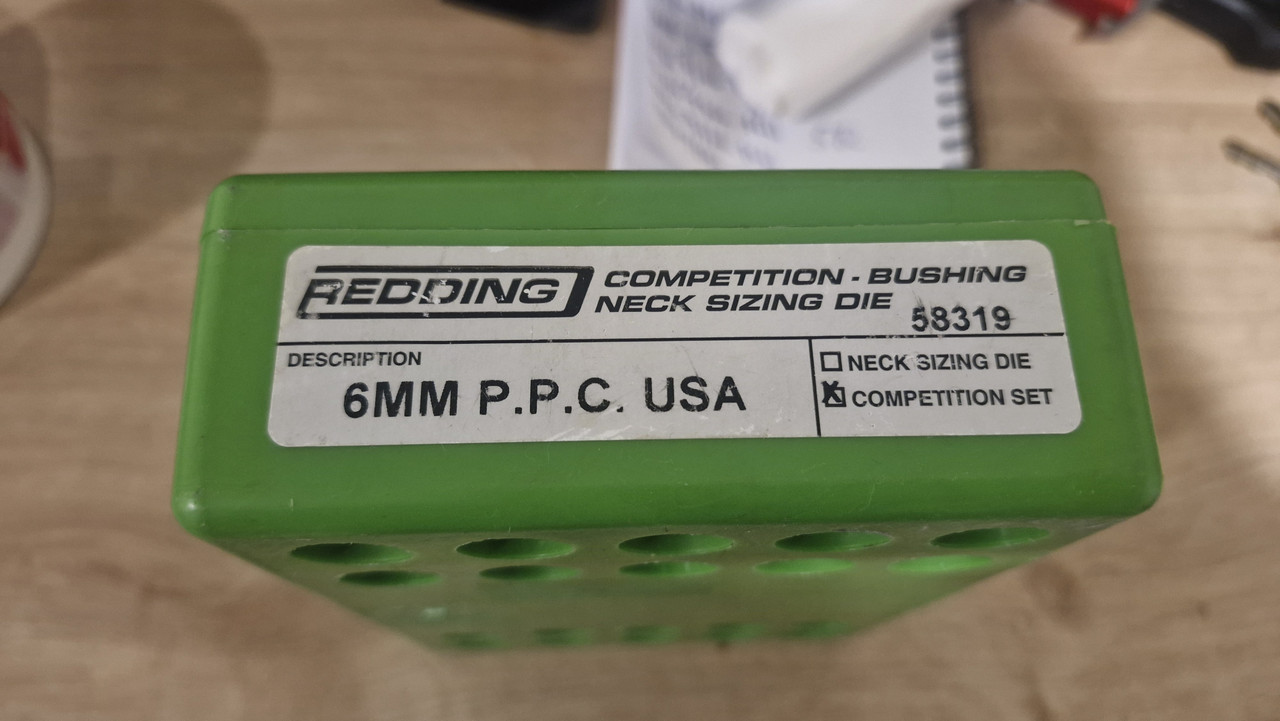 REDDING
COMPETITION - BUSHING
NECK SIZING DIE
58319
DESCRIPTION
6MM P.P.C. USA
NECK SIZING DIE
COMPETITION SET